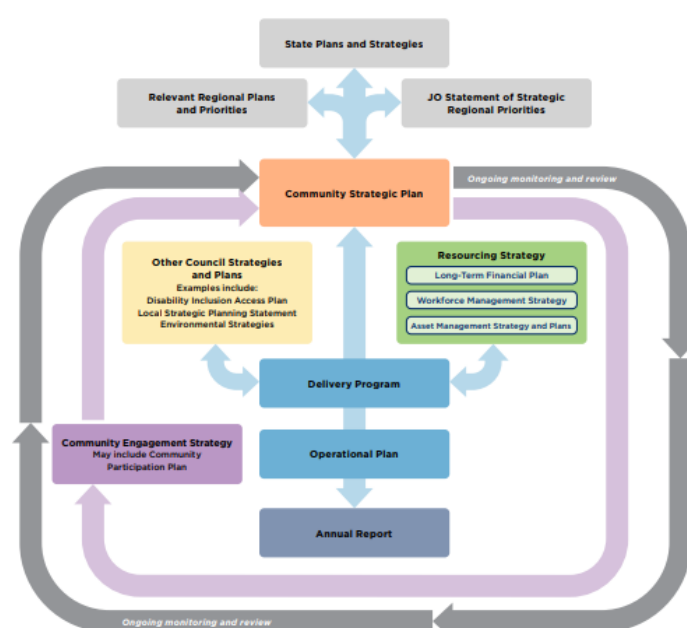 State Plans and Strategies
Relevant Regional Plans
and Priorities
JO Statement of Strategic
Regional Priorities
Community Strategic Plan
Ongoing monitoring and review
Other Council Strategies
and Plans
Examples include:
Disability Inclusion Access Plan
Local Strategic Planning Statement
Environmental Strategies
Resourcing Strategy
Long-Term Financial Plan
Workforce Management Strategy
Asset Management Strategy and Plans
Delivery Program
Community Engagement Strategy
May include Community
Participation Plan
Operational Plan
Annual Report
Ongoing monitoring and review